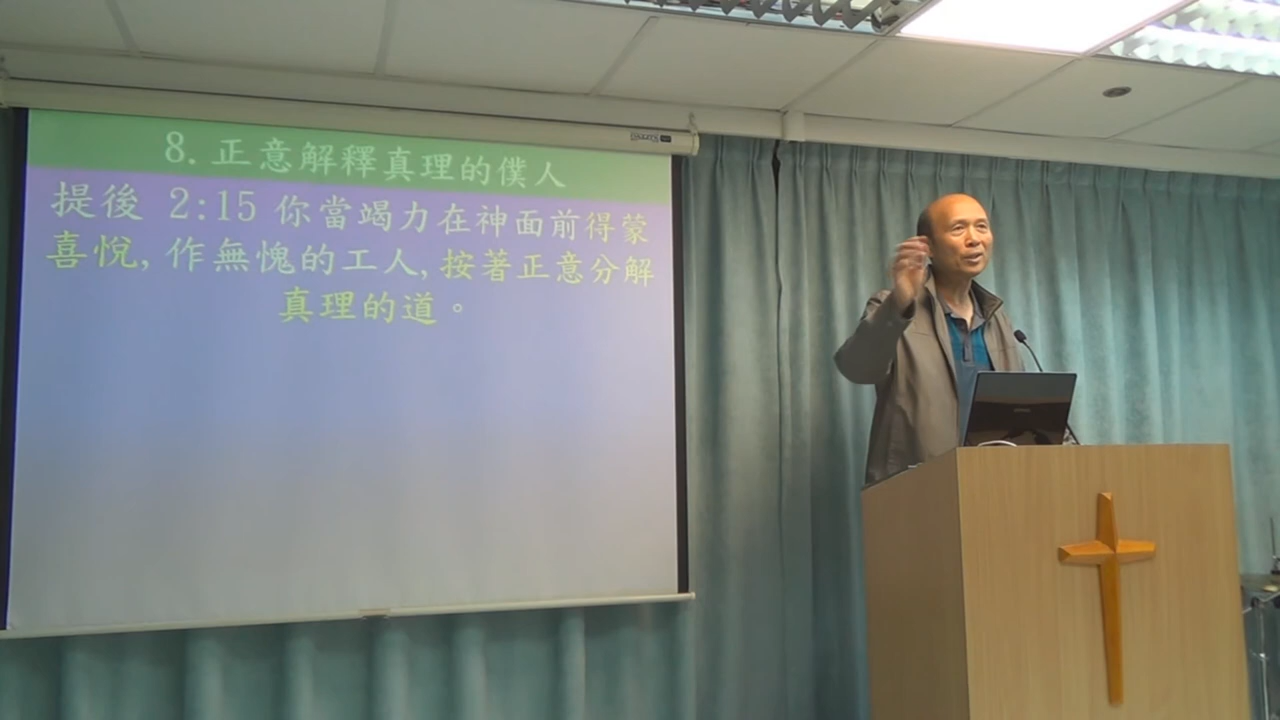 8. 正意解釋真理的僕人
提後 2:15 你當竭力在神面前得蒙
喜悅, 作無愧的工人, 按著正意分解
真理的道。